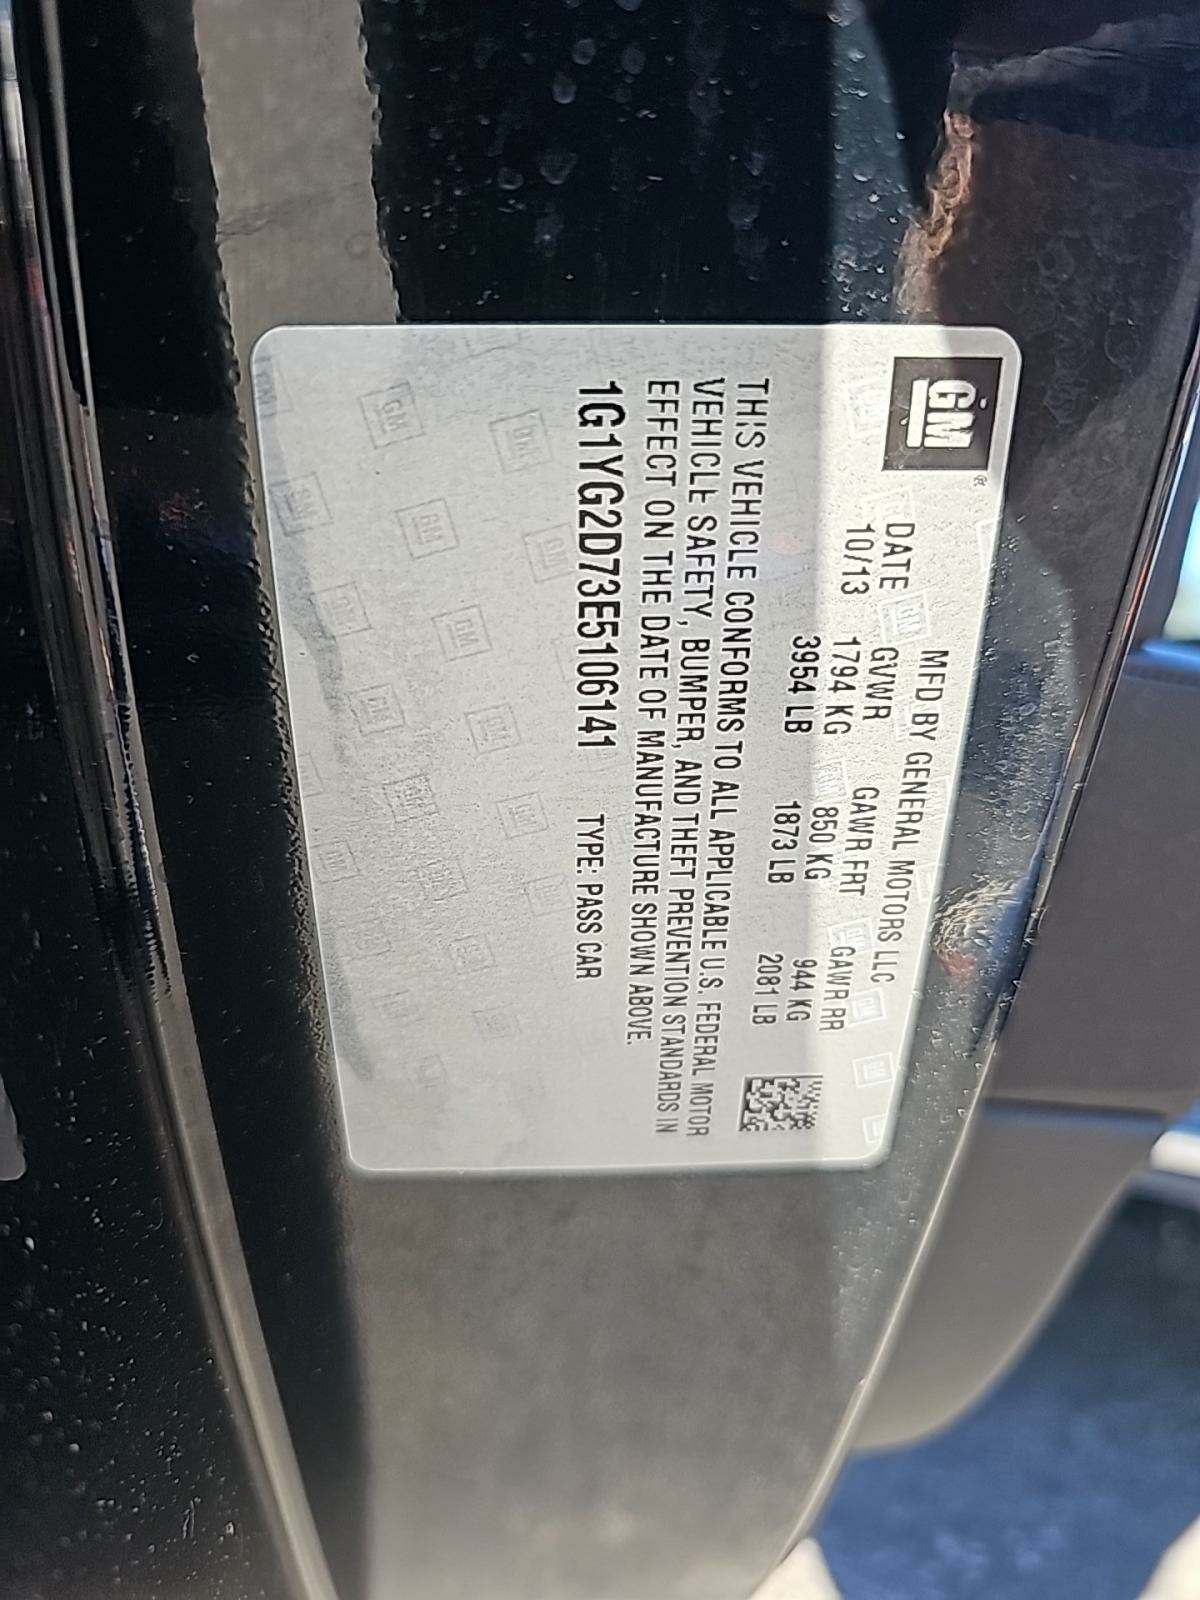 GM
MFD BY GENERAL MOTORS LLC
DATE GVWR GAWR FRT GAWR RR
10/13 1794 KG 850 KG 944 KG
3954 LB 1873 LB 2081 LB
THIS VEHICLE CONFORMS TO ALL APPLICABLE U.S. FEDERAL MOTOR
VEHICLE SAFETY, BUMPER, AND THEFT PREVENTION STANDARDS IN
EFFECT ON THE DATE OF MANUFACTURE SHOWN ABOVE.
1G1YG2D73E5106141 TYPE: PASS CAR